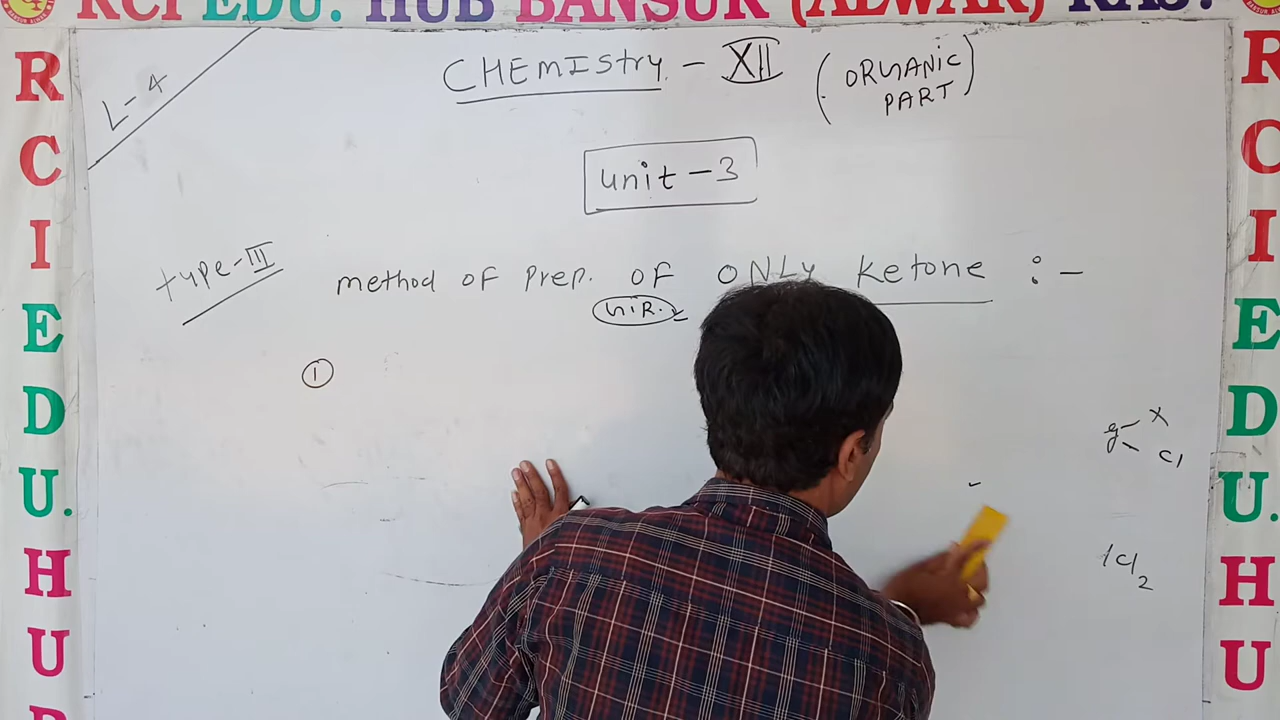 RCI EDU. HUB BANSUR (ALWAR) RAJ.
L-4
CHEMIStry - XII (ORGANIC PART)
unit-3
type-III method of Prep. OF ONLY Ketone :-
①
X
Cl
Cl2
R
C
I
E
D
U.
H
U
R
C
I
E
D
U.
H
U